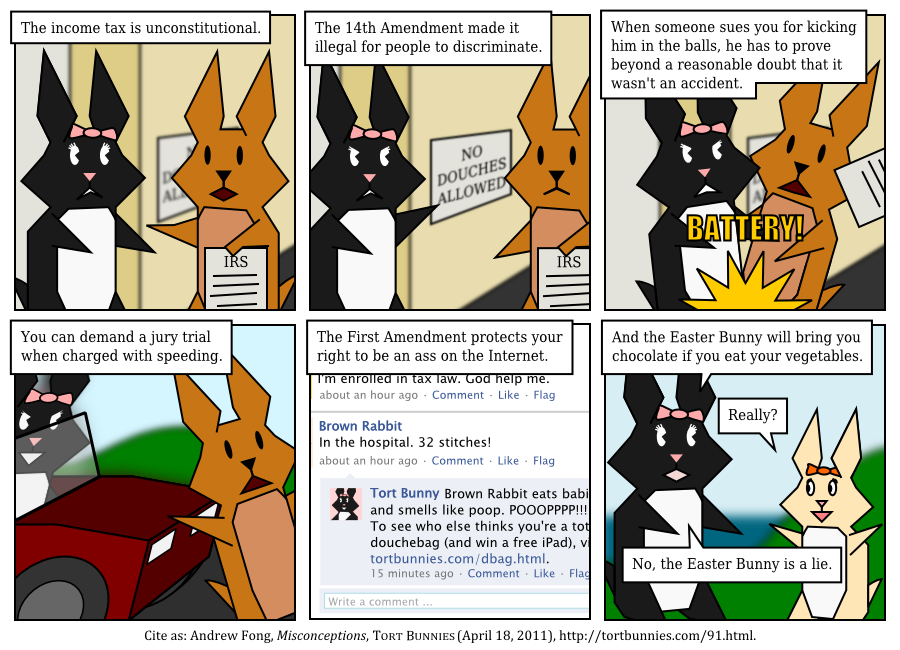 The income tax is unconstitutional.
IRS
The 14th Amendment made it
illegal for people to discriminate.
NO
DOUCHES
ALLOWED
IRS
When someone sues you for kicking
him in the balls, he has to prove
beyond a reasonable doubt that it
wasn't an accident.
BATTERY!
You can demand a jury trial
when charged with speeding.
The First Amendment protects your
right to be an ass on the Internet.
I'm enrolled in tax law. God help me.
about an hour ago · Comment · Like · Flag
Brown Rabbit
In the hospital. 32 stitches!
about an hour ago · Comment · Like · Flag
Tort Bunny Brown Rabbit eats babi
and smells like poop. POOOPPPP!!!
To see who else thinks you're a tot
douchebag (and win a free iPad), vi
tortbunnies.com/dbag.html.
15 minutes ago · Comment · Like · Flag
Write a comment ...
And the Easter Bunny will bring you
chocolate if you eat your vegetables.
Really?
No, the Easter Bunny is a lie.
Cite as: Andrew Fong, Misconceptions, TORT BUNNIES (April 18, 2011), http://tortbunnies.com/91.html.